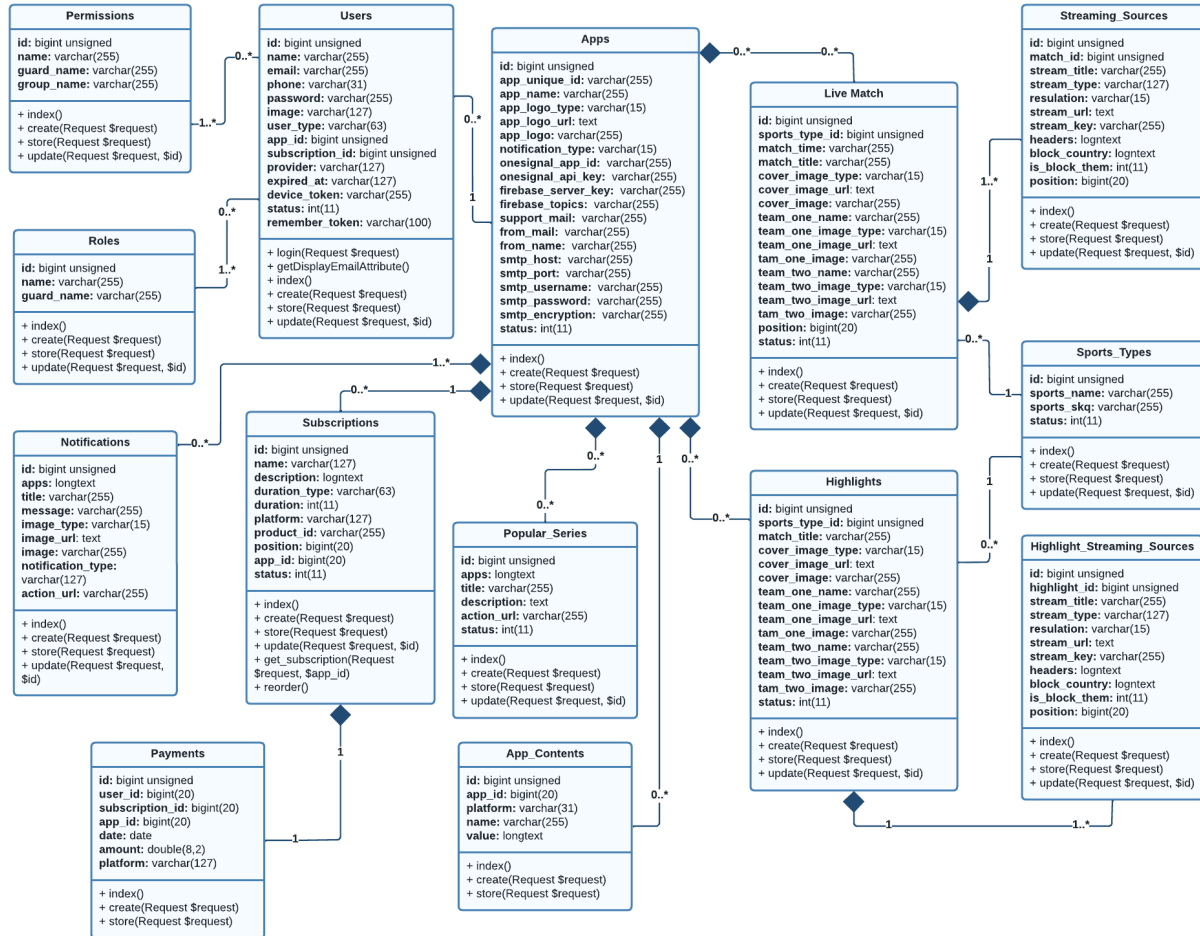 Permissions
id: bigint unsigned
name: varchar(255)
guard_name: varchar(255)
group_name: varchar(255)
+ index()
+ create(Request $request)
+ store(Request $request)
+ update(Request $request, $id)
1..*
0..*
Users
id: bigint unsigned
name: varchar(255)
email: varchar(255)
phone: varchar(31)
password: varchar(255)
image: varchar(127)
user_type: varchar(63)
app_id: bigint unsigned
subscription_id: bigint unsigned
provider: varchar(127)
expired_at: varchar(127)
device_token: varchar(255)
status: int(11)
remember_token: varchar(100)
+ login(Request $request)
+ getDisplayEmailAttribute()
+ index()
+ create(Request $request)
+ store(Request $request)
+ update(Request $request, $id)
0..*
1..*
Roles
id: bigint unsigned
name: varchar(255)
guard_name: varchar(255)
+ index()
+ create(Request $request)
+ store(Request $request)
+ update(Request $request, $id)
0..*
1
Apps
id: bigint unsigned
app_unique_id: varchar(255)
app_name: varchar(255)
app_logo_type: varchar(15)
app_logo_url: text
app_logo: varchar(255)
notification_type: varchar(15)
onesignal_app_id: varchar(255)
onesignal_api_key: varchar(255)
firebase_server_key: varchar(255)
firebase_topics: varchar(255)
support_mail: varchar(255)
from_mail: varchar(255)
from_name: varchar(255)
smtp_host: varchar(255)
smtp_port: varchar(255)
smtp_username: varchar(255)
smtp_password: varchar(255)
smtp_encryption: varchar(255)
status: int(11)
+ index()
+ create(Request $request)
+ store(Request $request)
+ update(Request $request, $id)
0..*
0..*
Live Match
id: bigint unsigned
sports_type_id: bigint unsigned
match_time: varchar(255)
match_title: varchar(255)
cover_image_type: varchar(15)
cover_image_url: text
cover_image: varchar(255)
team_one_name: varchar(255)
team_one_image_type: varchar(15)
team_one_image_url: text
tam_one_image: varchar(255)
team_two_name: varchar(255)
team_two_image_type: varchar(15)
team_two_image_url: text
tam_two_image: varchar(255)
position: bigint(20)
status: int(11)
+ index()
+ create(Request $request)
+ store(Request $request)
+ update(Request $request, $id)
Streaming_Sources
id: bigint unsigned
match_id: bigint unsigned
stream_title: varchar(255)
stream_type: varchar(127)
resulation: varchar(15)
stream_url: text
stream_key: varchar(255)
headers: logntext
block_country: logntext
is_block_them: int(11)
position: bigint(20)
+ index()
+ create(Request $request)
+ store(Request $request)
+ update(Request $request, $id)
1..*
1
0..*
1
Sports_Types
id: bigint unsigned
sports_name: varchar(255)
sports_skq: varchar(255)
status: int(11)
+ index()
+ create(Request $request)
+ store(Request $request)
+ update(Request $request, $id)
1
0..*
1..*
0..*
0..*
1
Notifications
id: bigint unsigned
apps: longtext
title: varchar(255)
message: varchar(255)
image_type: varchar(15)
image_url: text
image: varchar(255)
notification_type:
varchar(127)
action_url: varchar(255)
+ index()
+ create(Request $request)
+ store(Request $request)
+ update(Request $request,
$id)
Subscriptions
id: bigint unsigned
name: varchar(127)
description: logntext
duration_type: varchar(63)
duration: int(11)
platform: varchar(127)
product_id: varchar(255)
position: bigint(20)
app_id: bigint(20)
status: int(11)
+ index()
+ create(Request $request)
+ store(Request $request)
+ update(Request $request, $id)
+ get_subscription(Request
$request, $app_id)
+ reorder()
0..*
0..*
1
0..*
0..*
0..*
Popular_Series
id: bigint unsigned
apps: longtext
title: varchar(255)
description: text
action_url: varchar(255)
status: int(11)
+ index()
+ create(Request $request)
+ store(Request $request)
+ update(Request $request, $id)
Highlights
id: bigint unsigned
sports_type_id: bigint unsigned
match_title: varchar(255)
cover_image_type: varchar(15)
cover_image_url: text
cover_image: varchar(255)
team_one_name: varchar(255)
team_one_image_type: varchar(15)
team_one_image_url: text
tam_one_image: varchar(255)
team_two_name: varchar(255)
team_two_image_type: varchar(15)
team_two_image_url: text
tam_two_image: varchar(255)
status: int(11)
+ index()
+ create(Request $request)
+ store(Request $request)
+ update(Request $request, $id)
Highlight_Streaming_Sources
id: bigint unsigned
highlight_id: bigint unsigned
stream_title: varchar(255)
stream_type: varchar(127)
resulation: varchar(15)
stream_url: text
stream_key: varchar(255)
headers: logntext
block_country: logntext
is_block_them: int(11)
position: bigint(20)
+ index()
+ create(Request $request)
+ store(Request $request)
+ update(Request $request, $id)
1
1..*
1
1
Payments
id: bigint unsigned
user_id: bigint(20)
subscription_id: bigint(20)
app_id: bigint(20)
date: date
amount: double(8,2)
platform: varchar(127)
+ index()
+ create(Request $request)
+ store(Request $request)
App_Contents
id: bigint unsigned
app_id: bigint(20)
platform: varchar(31)
name: varchar(255)
value: longtext
+ index()
+ create(Request $request)
+ store(Request $request)